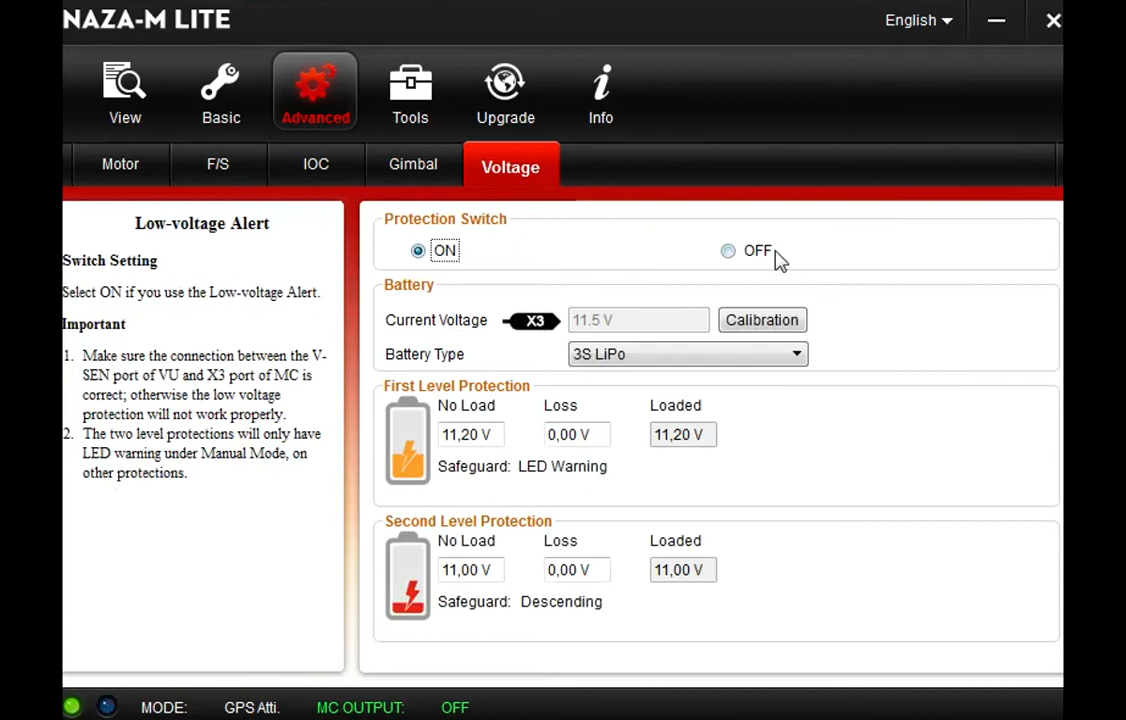 NAZA-M LITE
English
View
Basic
Advanced
Tools
Upgrade
Info
Motor
F/S
IOC
Gimbal
Voltage
Low-voltage Alert
Switch Setting
Select ON if you use the Low-voltage Alert.
Important
1. Make sure the connection between the V-
SEN port of VU and X3 port of MC is
correct; otherwise the low voltage
protection will not work properly.
2. The two level protections will only have
LED warning under Manual Mode, on
other protections.
Protection Switch
ON
OFF
Battery
Current Voltage X3 11.5 V Calibration
Battery Type 3S LiPo
First Level Protection
No Load Loss Loaded
11,20 V 0,00 V 11,20 V
Safeguard: LED Warning
Second Level Protection
No Load Loss Loaded
11,00 V 0,00 V 11,00 V
Safeguard: Descending
MODE: GPS Atti. MC OUTPUT: OFF